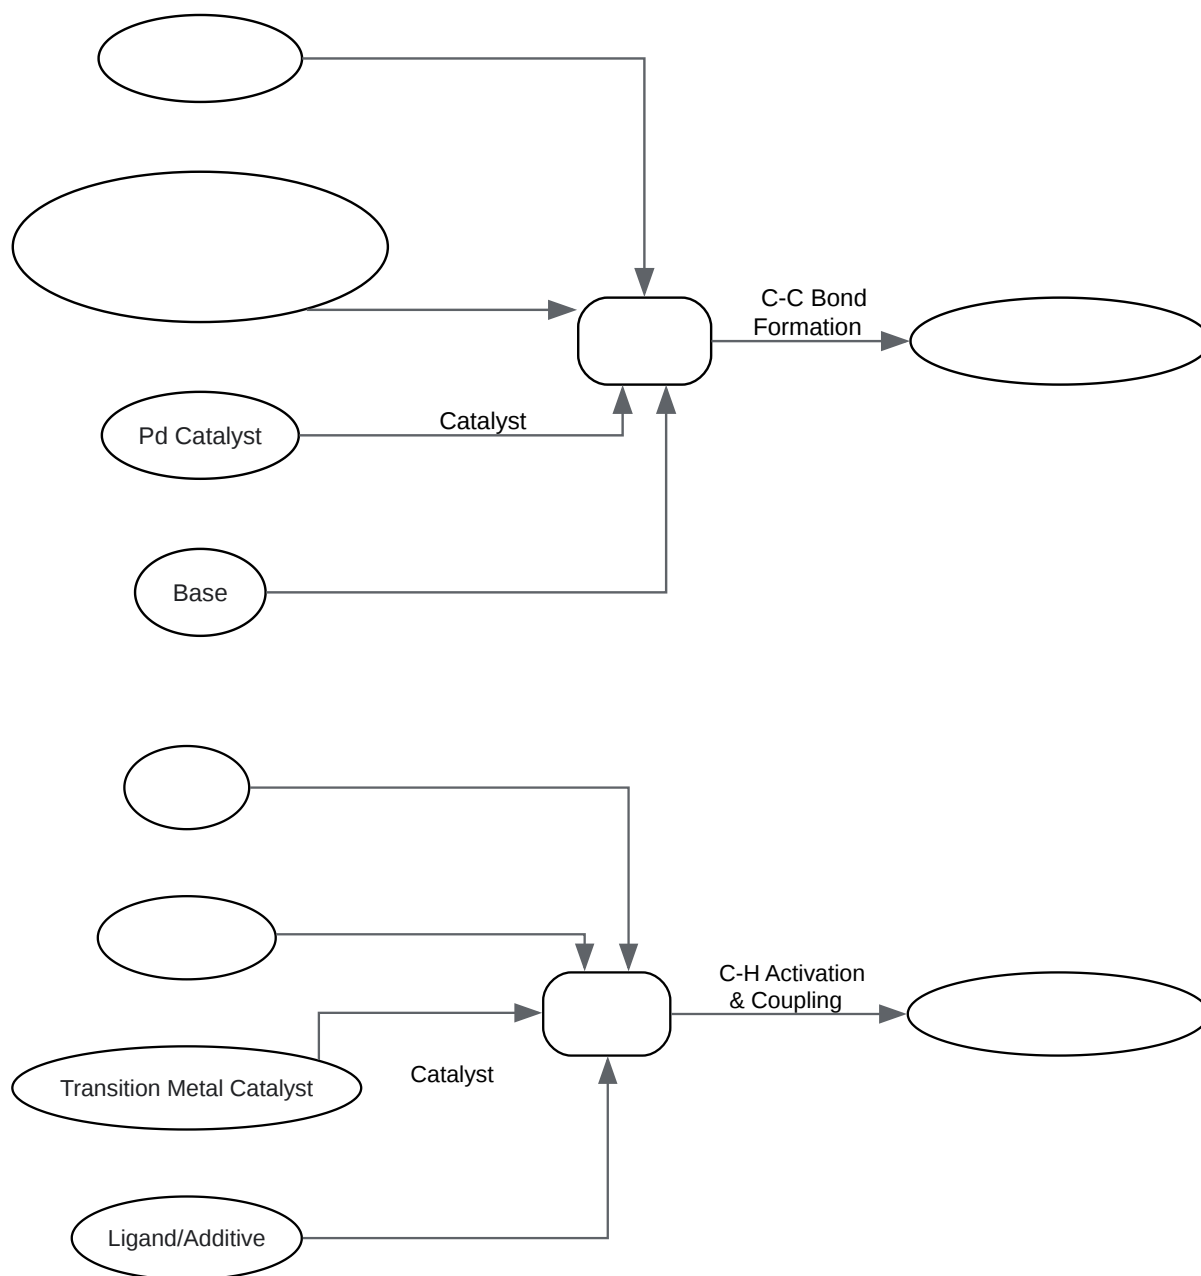 C-C Bond
Formation
Catalyst
Pd Catalyst
Base
C-H Activation
& Coupling
Catalyst
Transition Metal Catalyst
Ligand/Additive